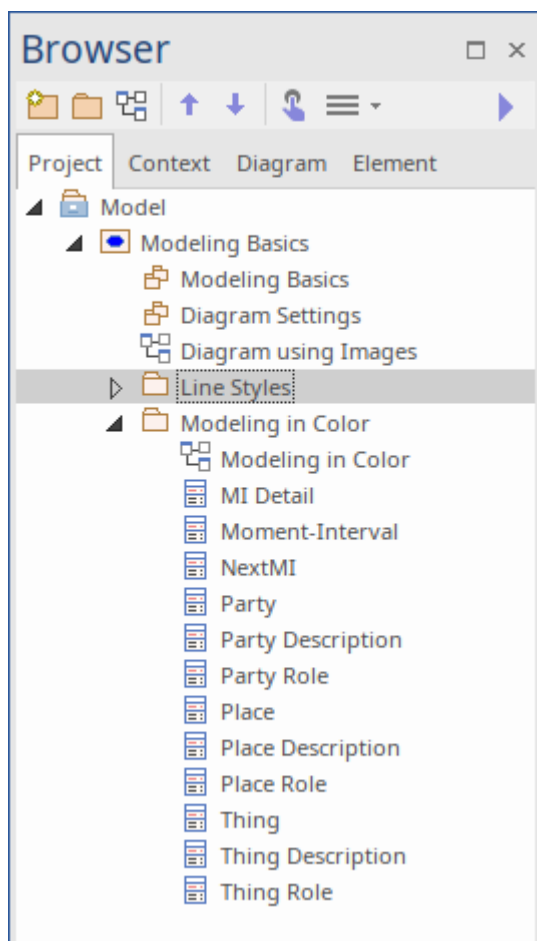 Browser
Project Context Diagram Element
Model
Modeling Basics
Modeling Basics
Diagram Settings
Diagram using Images
Line Styles
Modeling in Color
Modeling in Color
MI Detail
Moment-Interval
NextMI
Party
Party Description
Party Role
Place
Place Description
Place Role
Thing
Thing Description
Thing Role